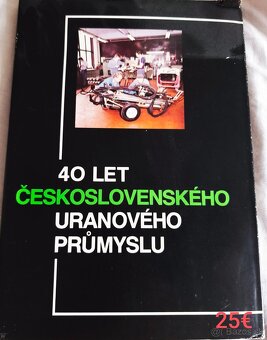 40 LET
ČESKOSLOVENSKÉHO
URANOVÉHO
PRŮMYSLU
25€